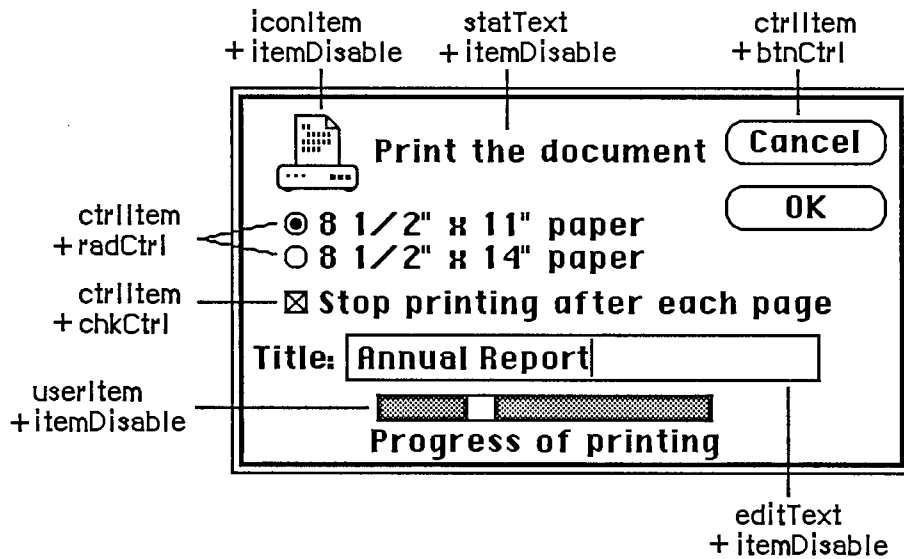 iconItem
+ itemDisable
statText
+ itemDisable
ctrlItem
+ btnCtrl
Print the document
Cancel
OK
ctrlItem
+ radCtrl
8 1/2" x 11" paper
8 1/2" x 14" paper
ctrlItem
+ chkCtrl
Stop printing after each page
Title: Annual Report
userItem
+ itemDisable
Progress of printing
editText
+ itemDisable